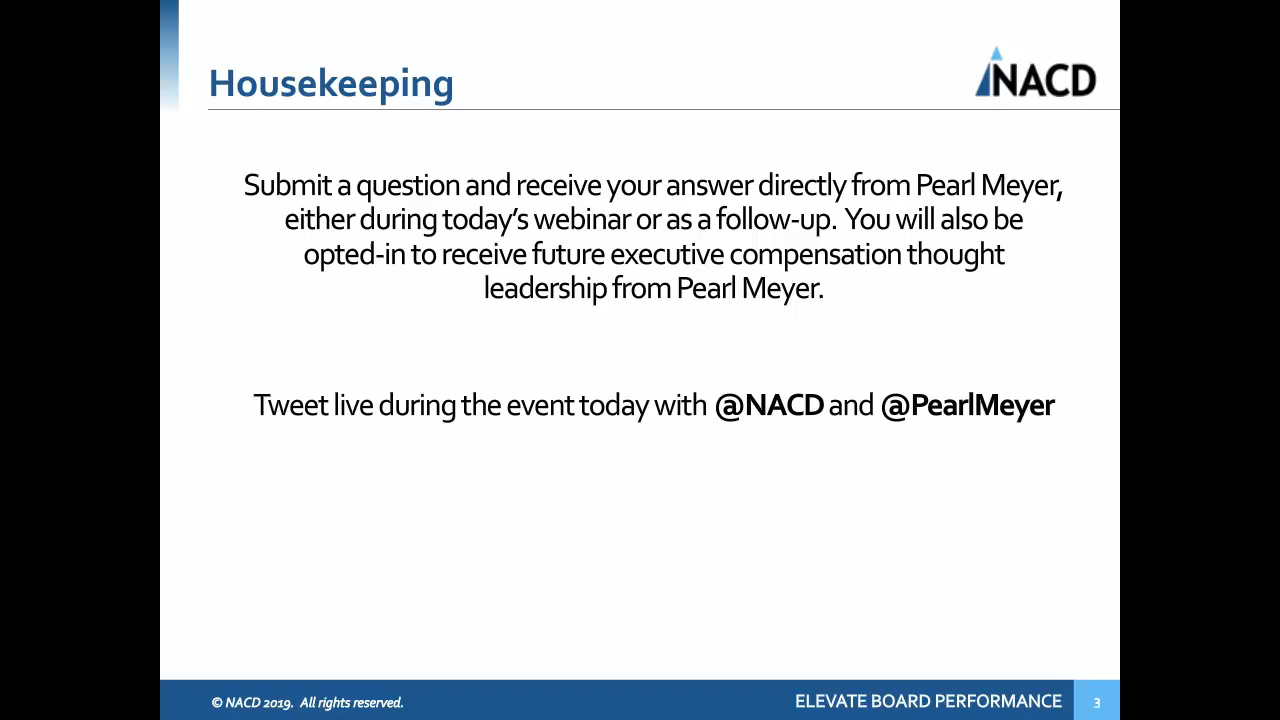 Housekeeping
NACD
Submit a question and receive your answer directly from Pearl Meyer,
either during today’s webinar or as a follow-up.  You will also be
opted-in to receive future executive compensation thought
leadership from Pearl Meyer.
Tweet live during the event today with @NACD and @PearlMeyer
© NACD 2019.  All rights reserved.
ELEVATE BOARD PERFORMANCE
3